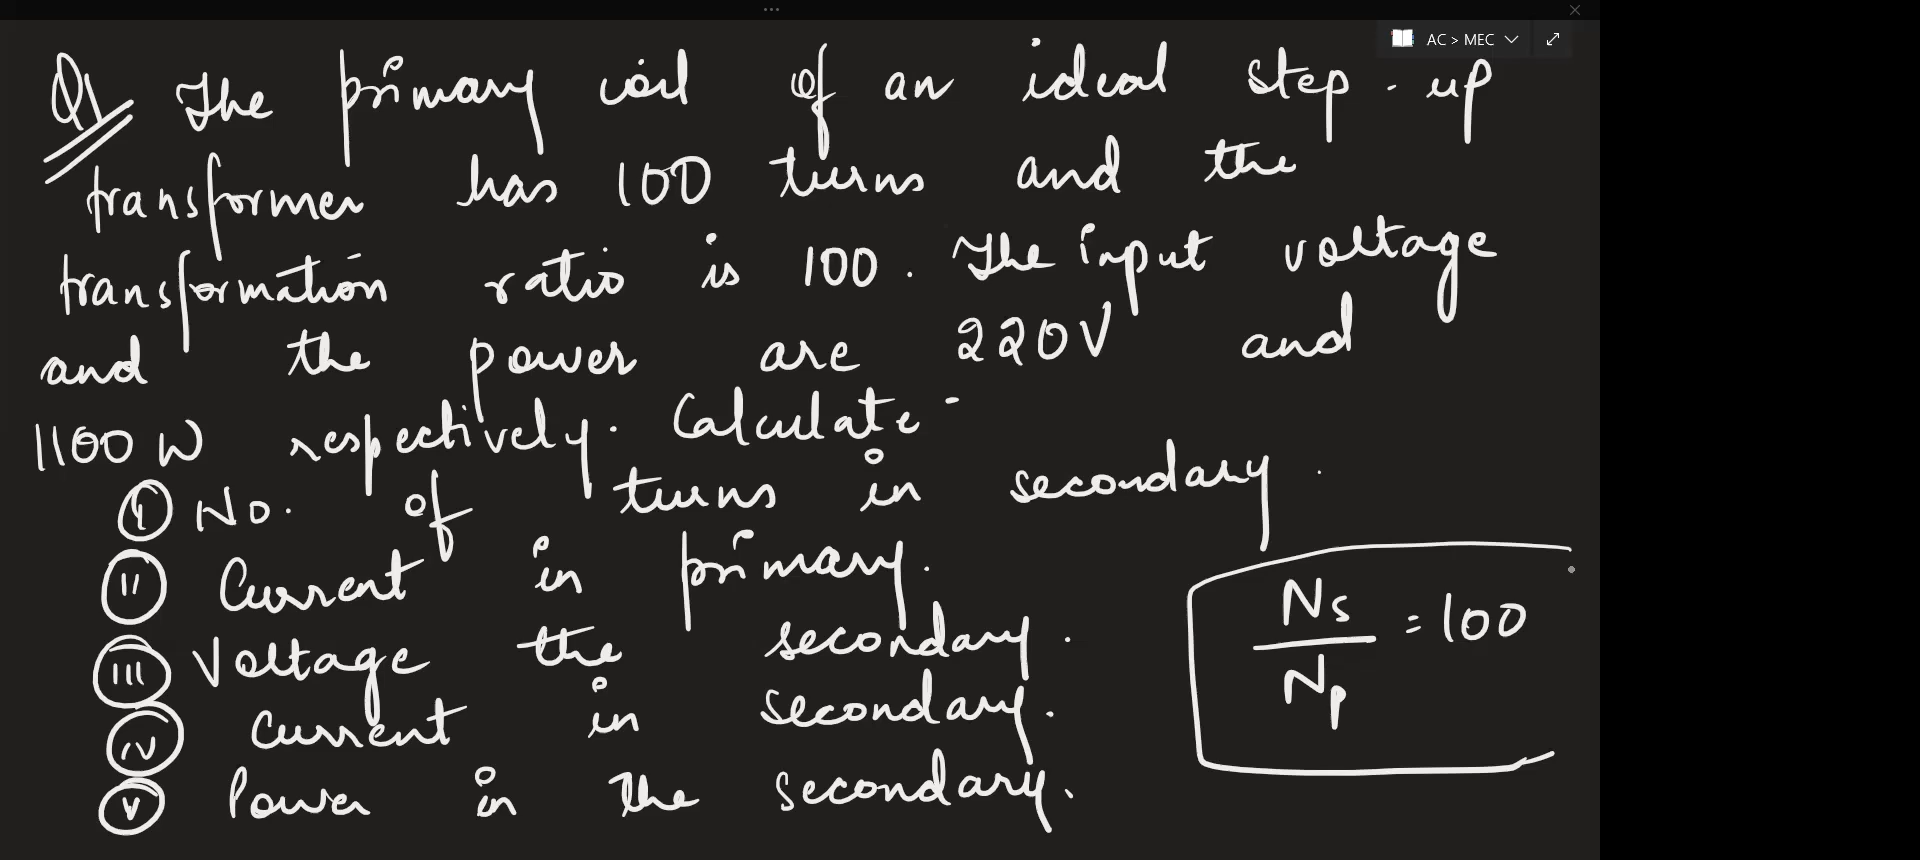 AC > MEC
Q1 The primary coil of an ideal step-up
transformer has 100 turns and the
transformation ratio is 100. The input voltage
and the power are 220V and
1100 W respectively. Calculate -
(I) No. of turns in secondary.
(II) Current in primary.
(III) Voltage the secondary.
(IV) Current in secondary.
(V) Power in the secondary.
Ns/Np = 100